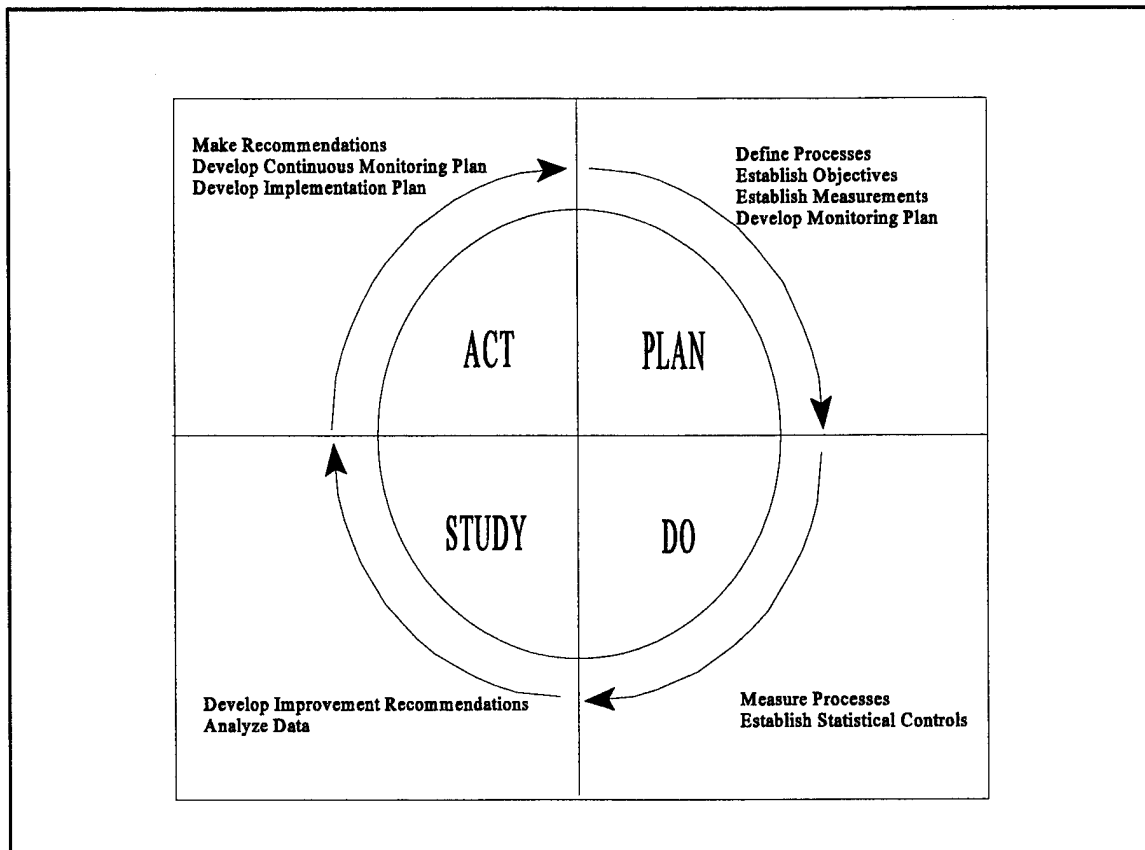 Make Recommendations
Develop Continuous Monitoring Plan
Develop Implementation Plan
Define Processes
Establish Objectives
Establish Measurements
Develop Monitoring Plan
ACT
PLAN
STUDY
DO
Develop Improvement Recommendations
Analyze Data
Measure Processes
Establish Statistical Controls